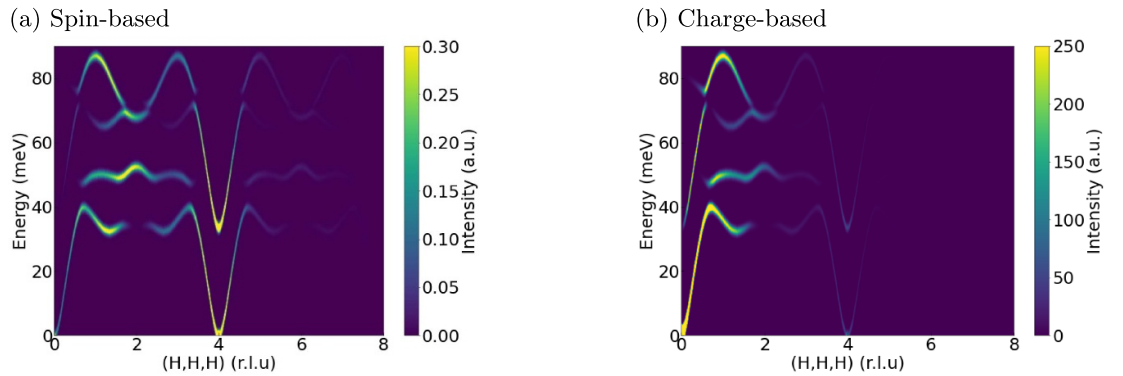 (a) Spin-based
80
60
40
20
0
Energy (meV)
0 2 4 6 8
(H,H,H) (r.l.u)
0.30
0.25
0.20
0.15
0.10
0.05
0.00
Intensity (a.u.)
(b) Charge-based
80
60
40
20
0
Energy (meV)
0 2 4 6 8
(H,H,H) (r.l.u)
250
200
150
100
50
0
Intensity (a.u.)